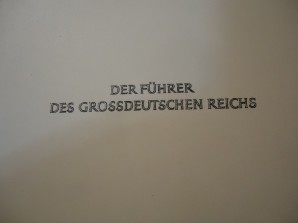 DER FÜHRER
DES GROSSDEUTSCHEN REICHS